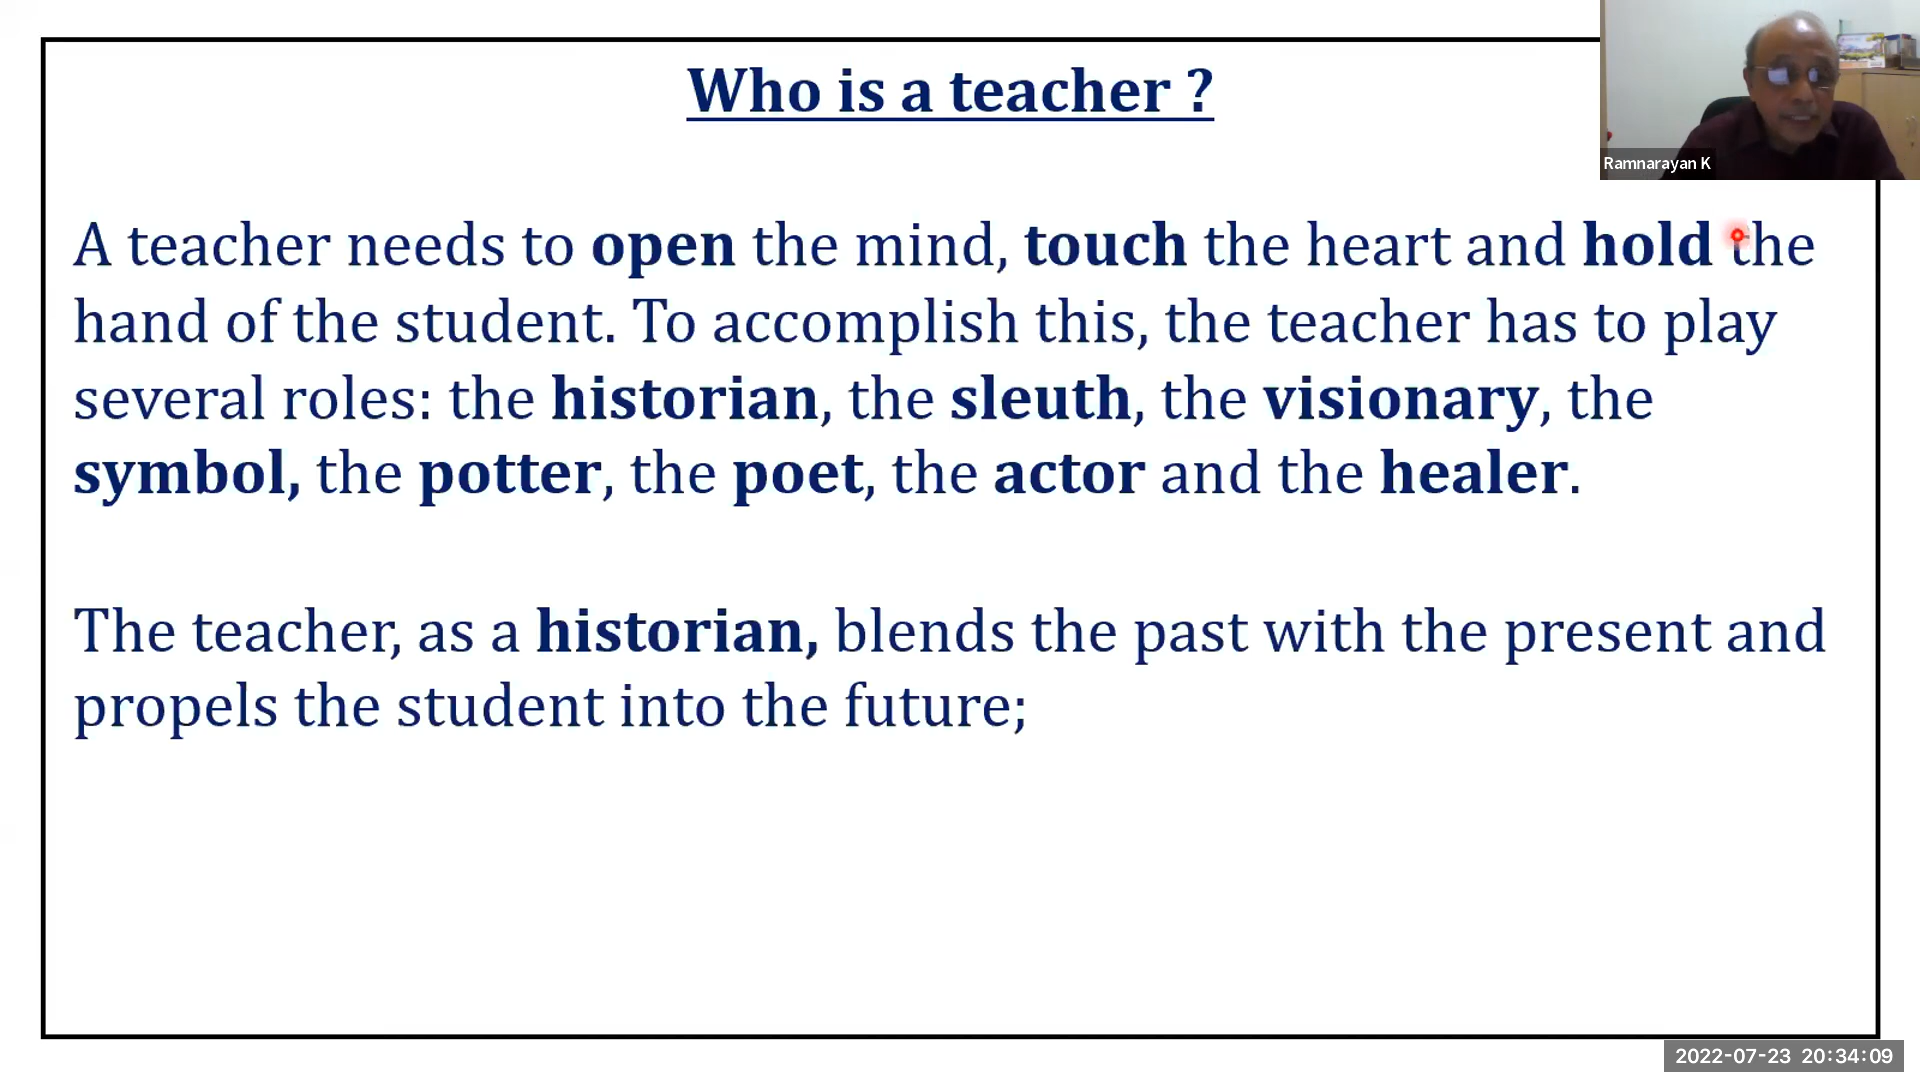 Who is a teacher ?
Ramnarayan K
A teacher needs to open the mind, touch the heart and hold the
hand of the student. To accomplish this, the teacher has to play
several roles: the historian, the sleuth, the visionary, the
symbol, the potter, the poet, the actor and the healer.
The teacher, as a historian, blends the past with the present and
propels the student into the future;
2022-07-23 20:34:09